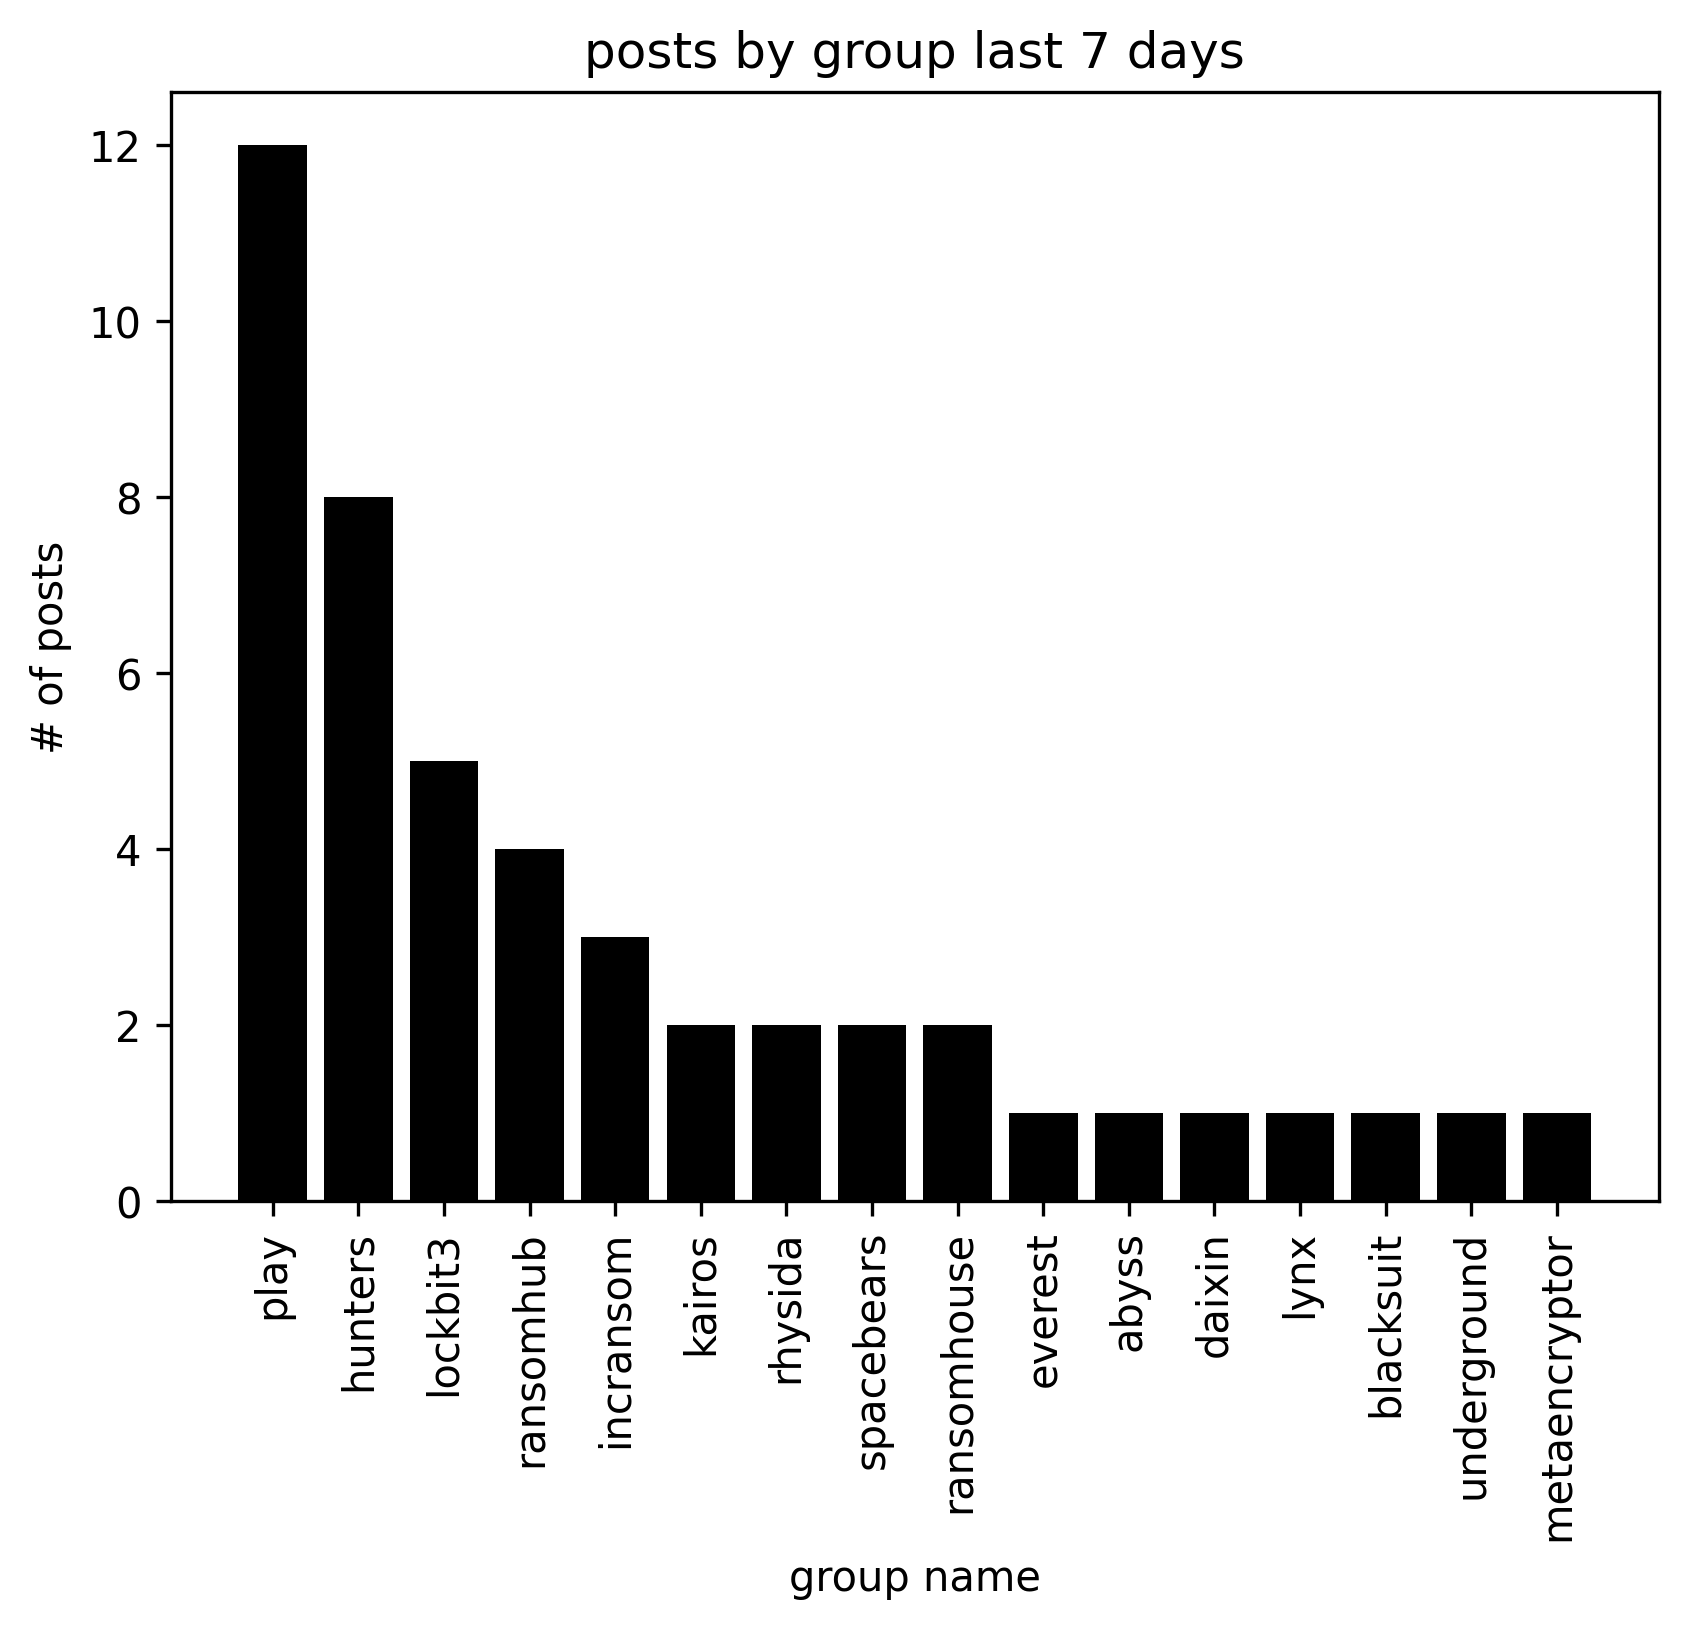 posts by group last 7 days
# of posts
12
10
8
6
4
2
0
play
hunters
lockbit3
ransomhub
incransom
kairos
rhysida
spacebears
ransomhouse
everest
abyss
daixin
lynx
blacksuit
underground
metaencryptor
group name